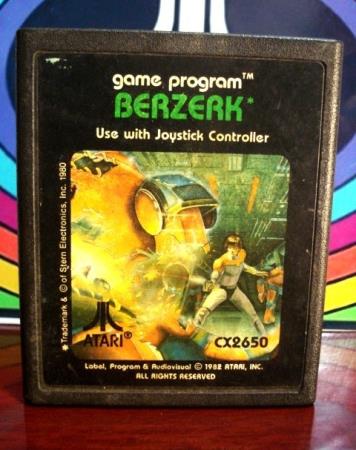 game program™
BERZERK*
Use with Joystick Controller
* Trademark & © of Stern Electronics, Inc. 1980
ATARI®
CX2650
Label, Program & Audiovisual © 1982 ATARI, INC.
ALL RIGHTS RESERVED